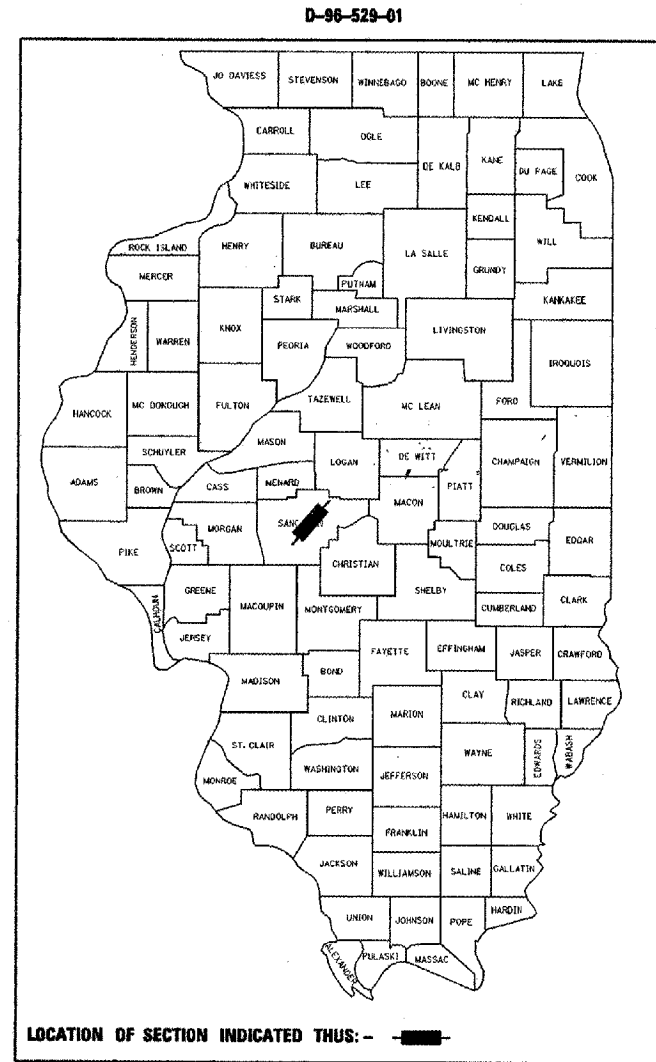 D-96-529-01
JO DAVIESS STEVENSON WINNEBAGO BOONE MC HENRY LAKE
CARROLL OGLE
DE KALB KANE DU PAGE COOK
WHITESIDE LEE
KENDALL
ROCK ISLAND HENRY BUREAU LA SALLE WILL
MERCER PUTNAM GRUNDY
STARK MARSHALL KANKAKEE
HENDERSON WARREN KNOX PEORIA WOODFORD LIVINGSTON
IROQUOIS
HANCOCK MC DONOUGH FULTON TAZEWELL MC LEAN FORD
MASON
SCHUYLER LOGAN DE WITT CHAMPAIGN VERMILION
ADAMS BROWN CASS MENARD PIATT
MACON
MORGAN DOUGLAS
PIKE SCOTT CHRISTIAN MOULTRIE EDGAR
COLES
GREENE MACOUPIN MONTGOMERY SHELBY CLARK
CALHOUN CUMBERLAND
JERSEY
FAYETTE EFFINGHAM JASPER CRAWFORD
MADISON BOND
CLAY RICHLAND LAWRENCE
CLINTON MARION
ST. CLAIR WAYNE EDWARDS WABASH
MONROE WASHINGTON JEFFERSON
RANDOLPH PERRY HAMILTON WHITE
FRANKLIN
JACKSON WILLIAMSON SALINE GALLATIN
HARDIN
UNION JOHNSON POPE
ALEXANDER PULASKI MASSAC
LOCATION OF SECTION INDICATED THUS: -